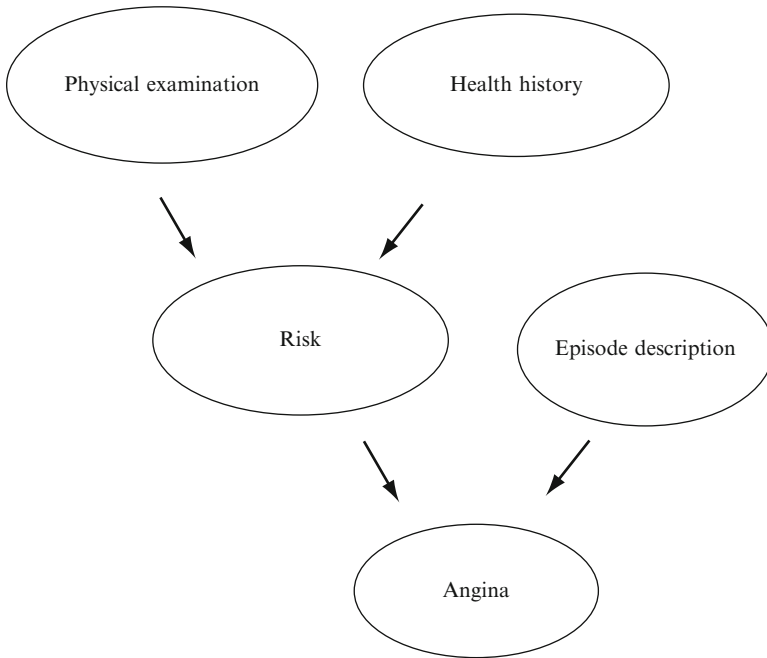 Physical examination
Health history
Risk
Episode description
Angina